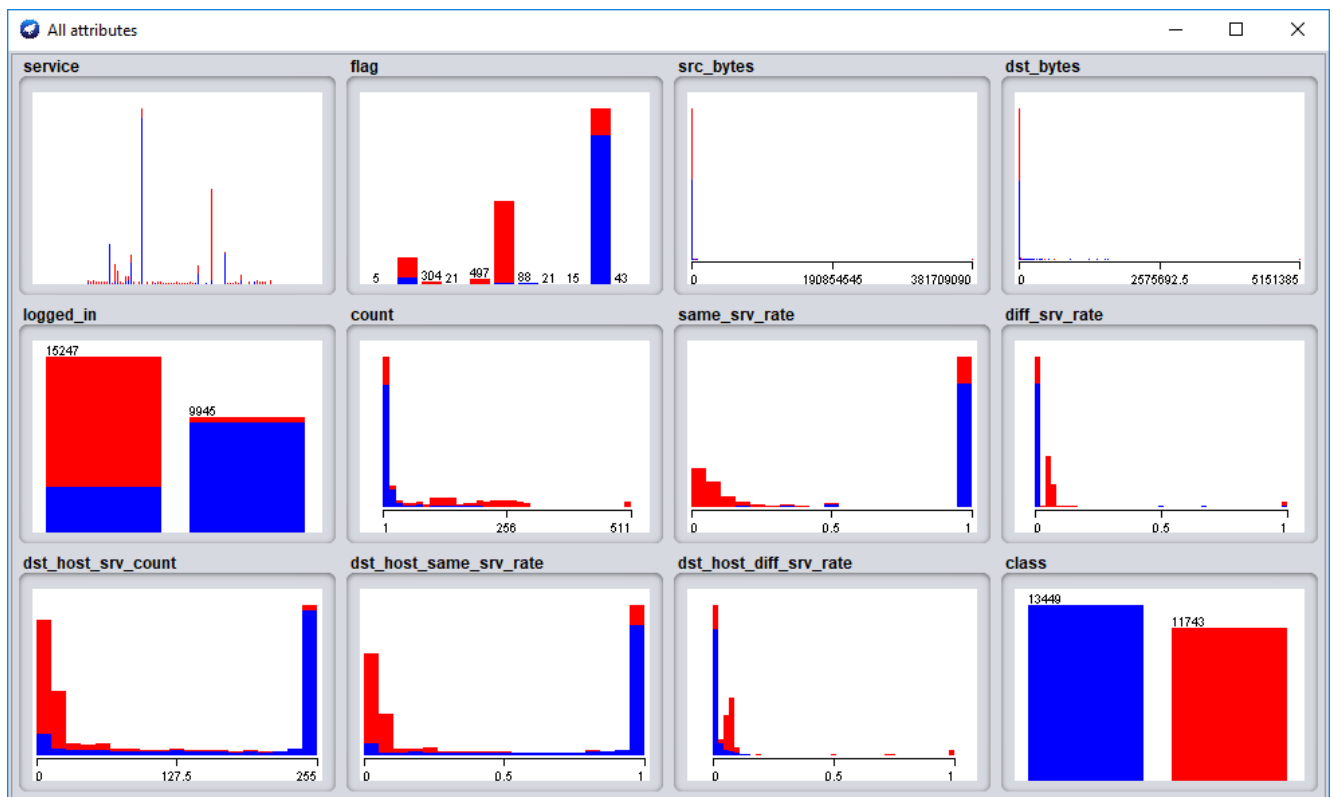 All attributes
service
flag
src_bytes
dst_bytes
5 304 21 497 88 21 15 43
0 190854545 381709090
0 2575692.5 5151385
logged_in
count
same_srv_rate
diff_srv_rate
15247
9945
1 256 511
0 0.5 1
0 0.5 1
dst_host_srv_count
dst_host_same_srv_rate
dst_host_diff_srv_rate
class
13449
11743
0 127.5 255
0 0.5 1
0 0.5 1